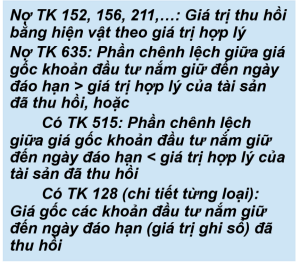 Nợ TK 152, 156, 211,…: Giá trị thu hồi
bằng hiện vật theo giá trị hợp lý
Nợ TK 635: Phần chênh lệch giữa giá
gốc khoản đầu tư nắm giữ đến ngày
đáo hạn > giá trị hợp lý của tài sản
đã thu hồi, hoặc
Có TK 515: Phần chênh lệch
giữa giá gốc khoản đầu tư nắm giữ
đến ngày đáo hạn < giá trị hợp lý của
tài sản đã thu hồi
Có TK 128 (chi tiết từng loại):
Giá gốc các khoản đầu tư nắm giữ
đến ngày đáo hạn (giá trị ghi sổ) đã
thu hồi